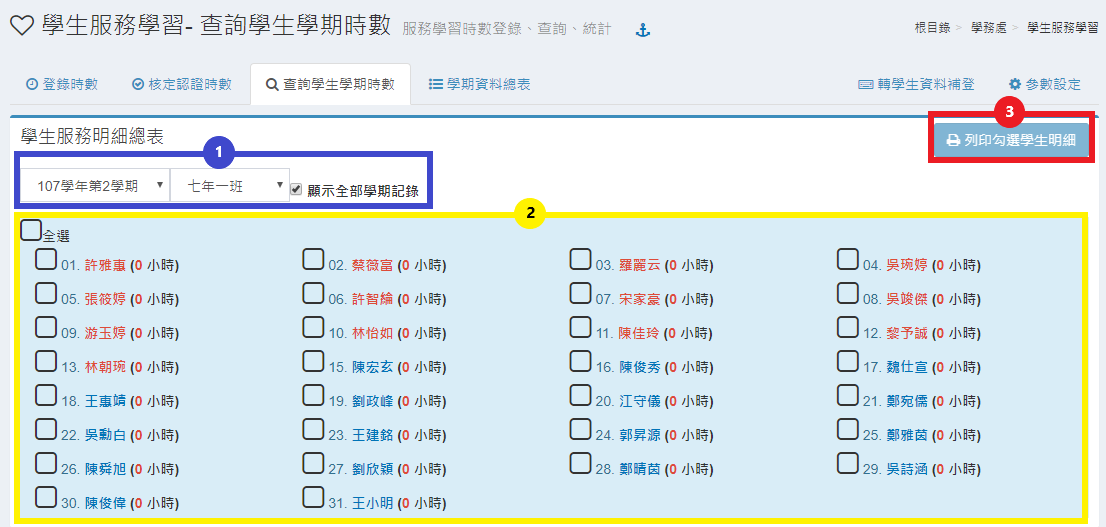 學生服務學習- 查詢學生學期時數 服務學習時數登錄、查詢、統計
根目錄 > 學務處 > 學生服務學習
登錄時數 核定認證時數 查詢學生學期時數 學期資料總表 轉學生資料補登 參數設定
3
學生服務明細總表 列印勾選學生明細
1
107學年第2學期 七年一班 顯示全部學期記錄
2
全選
01. 許雅惠 (0 小時) 02. 蔡薇富 (0 小時) 03. 羅麗云 (0 小時) 04. 吳琬婷 (0 小時)
05. 張筱婷 (0 小時) 06. 許智綸 (0 小時) 07. 宋家豪 (0 小時) 08. 吳竣傑 (0 小時)
09. 游玉婷 (0 小時) 10. 林怡如 (0 小時) 11. 陳佳玲 (0 小時) 12. 黎予誠 (0 小時)
13. 林朝琬 (0 小時) 15. 陳宏玄 (0 小時) 16. 陳俊秀 (0 小時) 17. 魏仕宣 (0 小時)
18. 王惠靖 (0 小時) 19. 劉政峰 (0 小時) 20. 江守儀 (0 小時) 21. 鄭宛儒 (0 小時)
22. 吳勳白 (0 小時) 23. 王建銘 (0 小時) 24. 郭昇源 (0 小時) 25. 鄭雅茵 (0 小時)
26. 陳舜旭 (0 小時) 27. 劉欣穎 (0 小時) 28. 鄭晴茵 (0 小時) 29. 吳詩涵 (0 小時)
30. 陳俊偉 (0 小時) 31. 王小明 (0 小時)